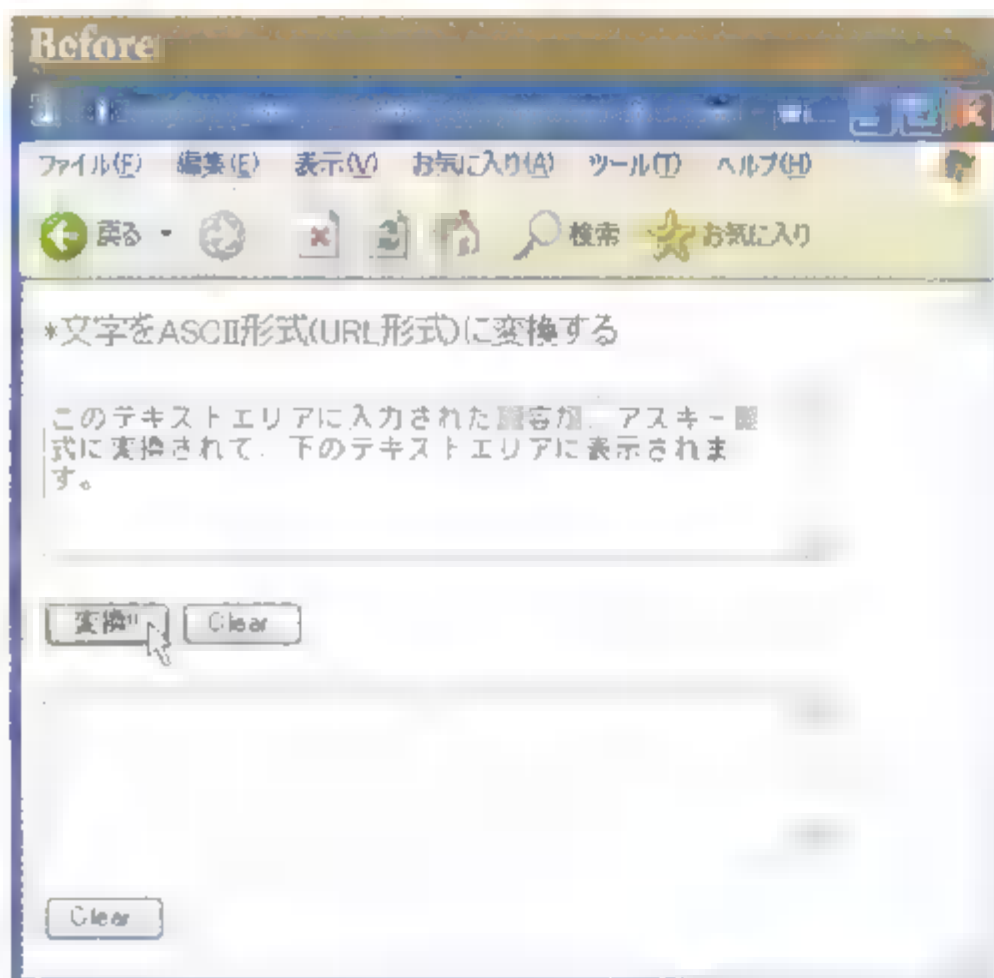 Before
ファイル(F) 編集(E) 表示(V) お気に入り(A) ツール(T) ヘルプ(H)
戻る 検索 お気に入り
*文字をASCII形式(URL形式)に変換する
このテキストエリアに入力された アスキー
式に変換されて、下のテキストエリアに表示されま
す。
変換!! Clear
Clear